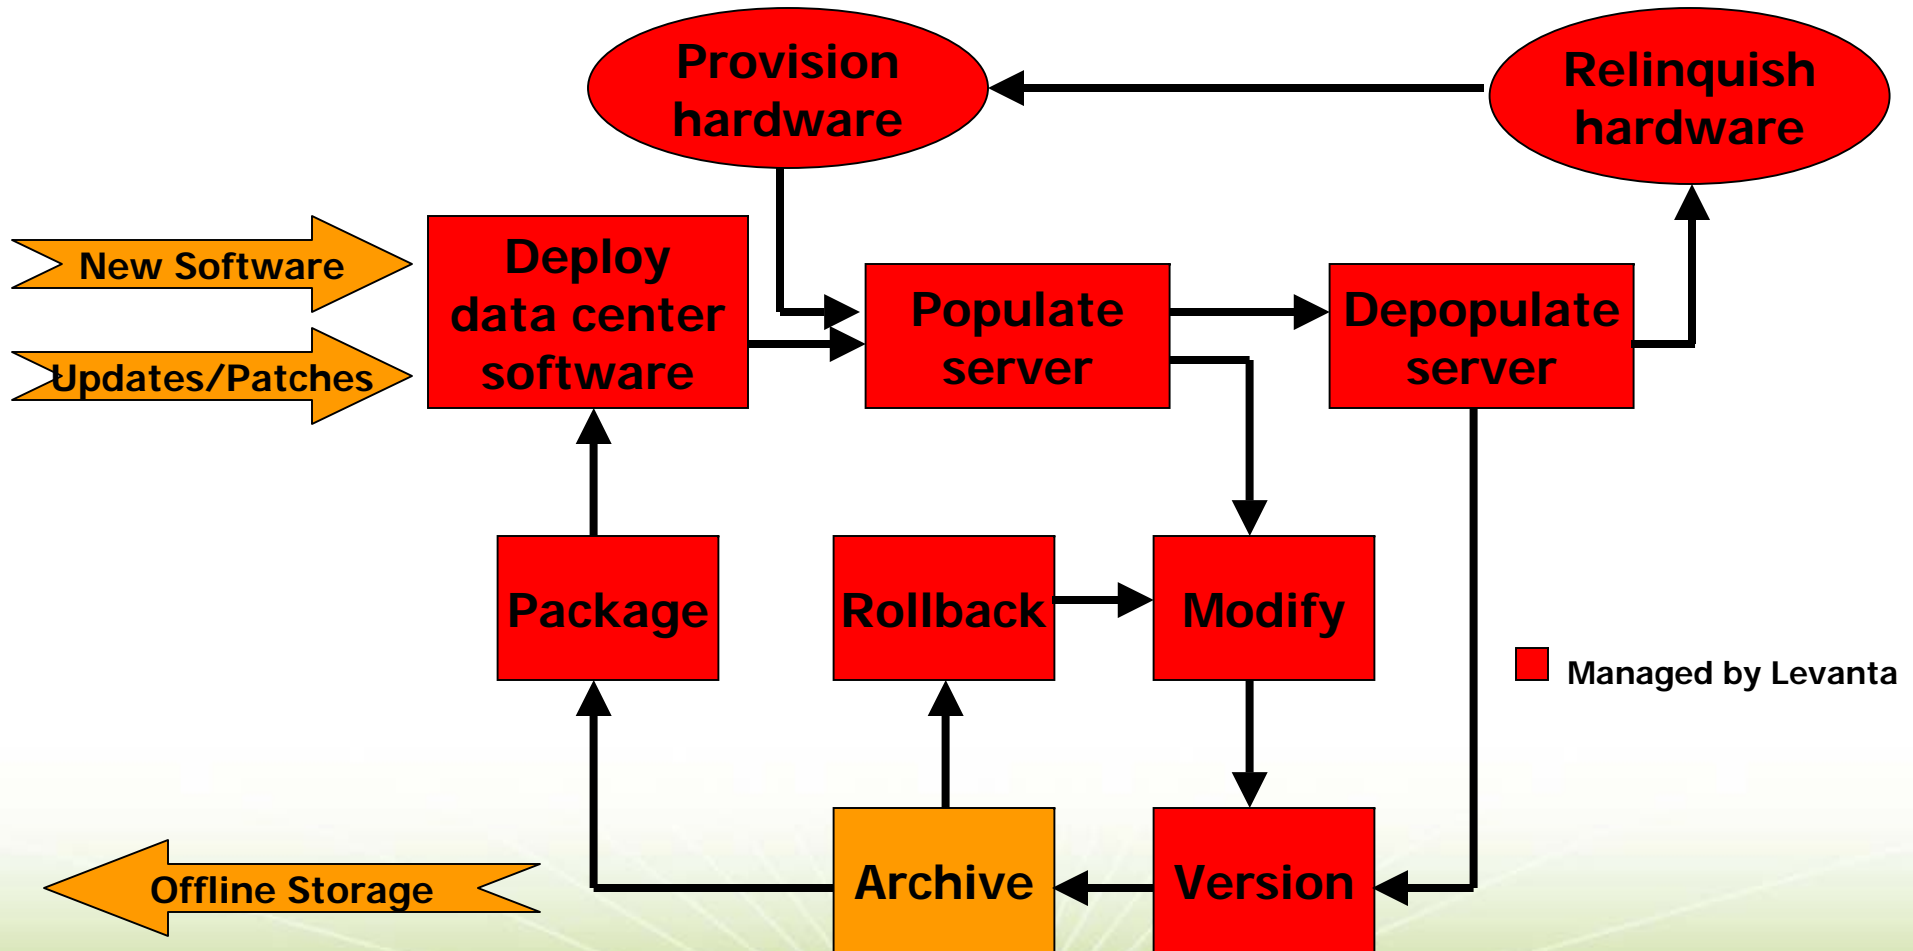 Provision
hardware
Relinquish
hardware
New Software
Updates/Patches
Deploy
data center
software
Populate
server
Depopulate
server
Package
Rollback
Modify
Managed by Levanta
Offline Storage
Archive
Version